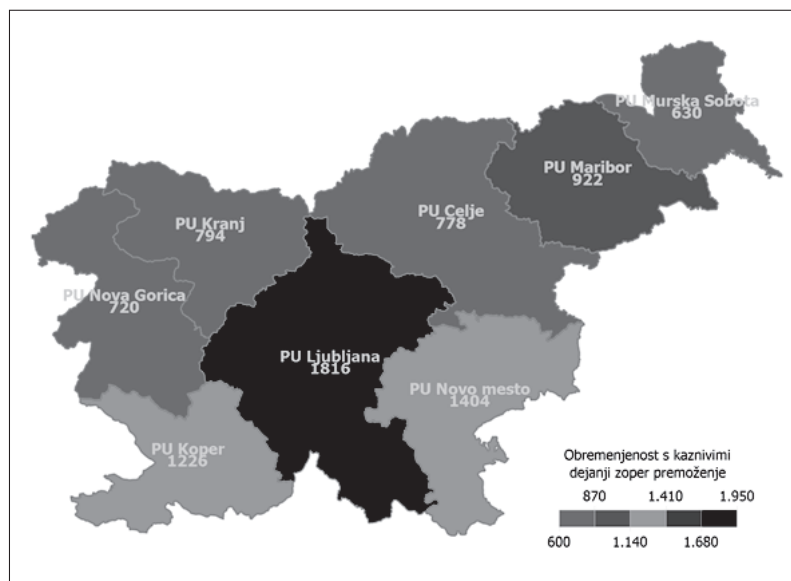 PU Murska Sobota
630
PU Maribor
922
PU Celje
778
PU Kranj
794
PU Nova Gorica
720
PU Ljubljana
1816
PU Novo mesto
1404
PU Koper
1226
Obremenjenost s kaznivimi
dejanji zoper premoženje
870 1.410 1.950
600 1.140 1.680